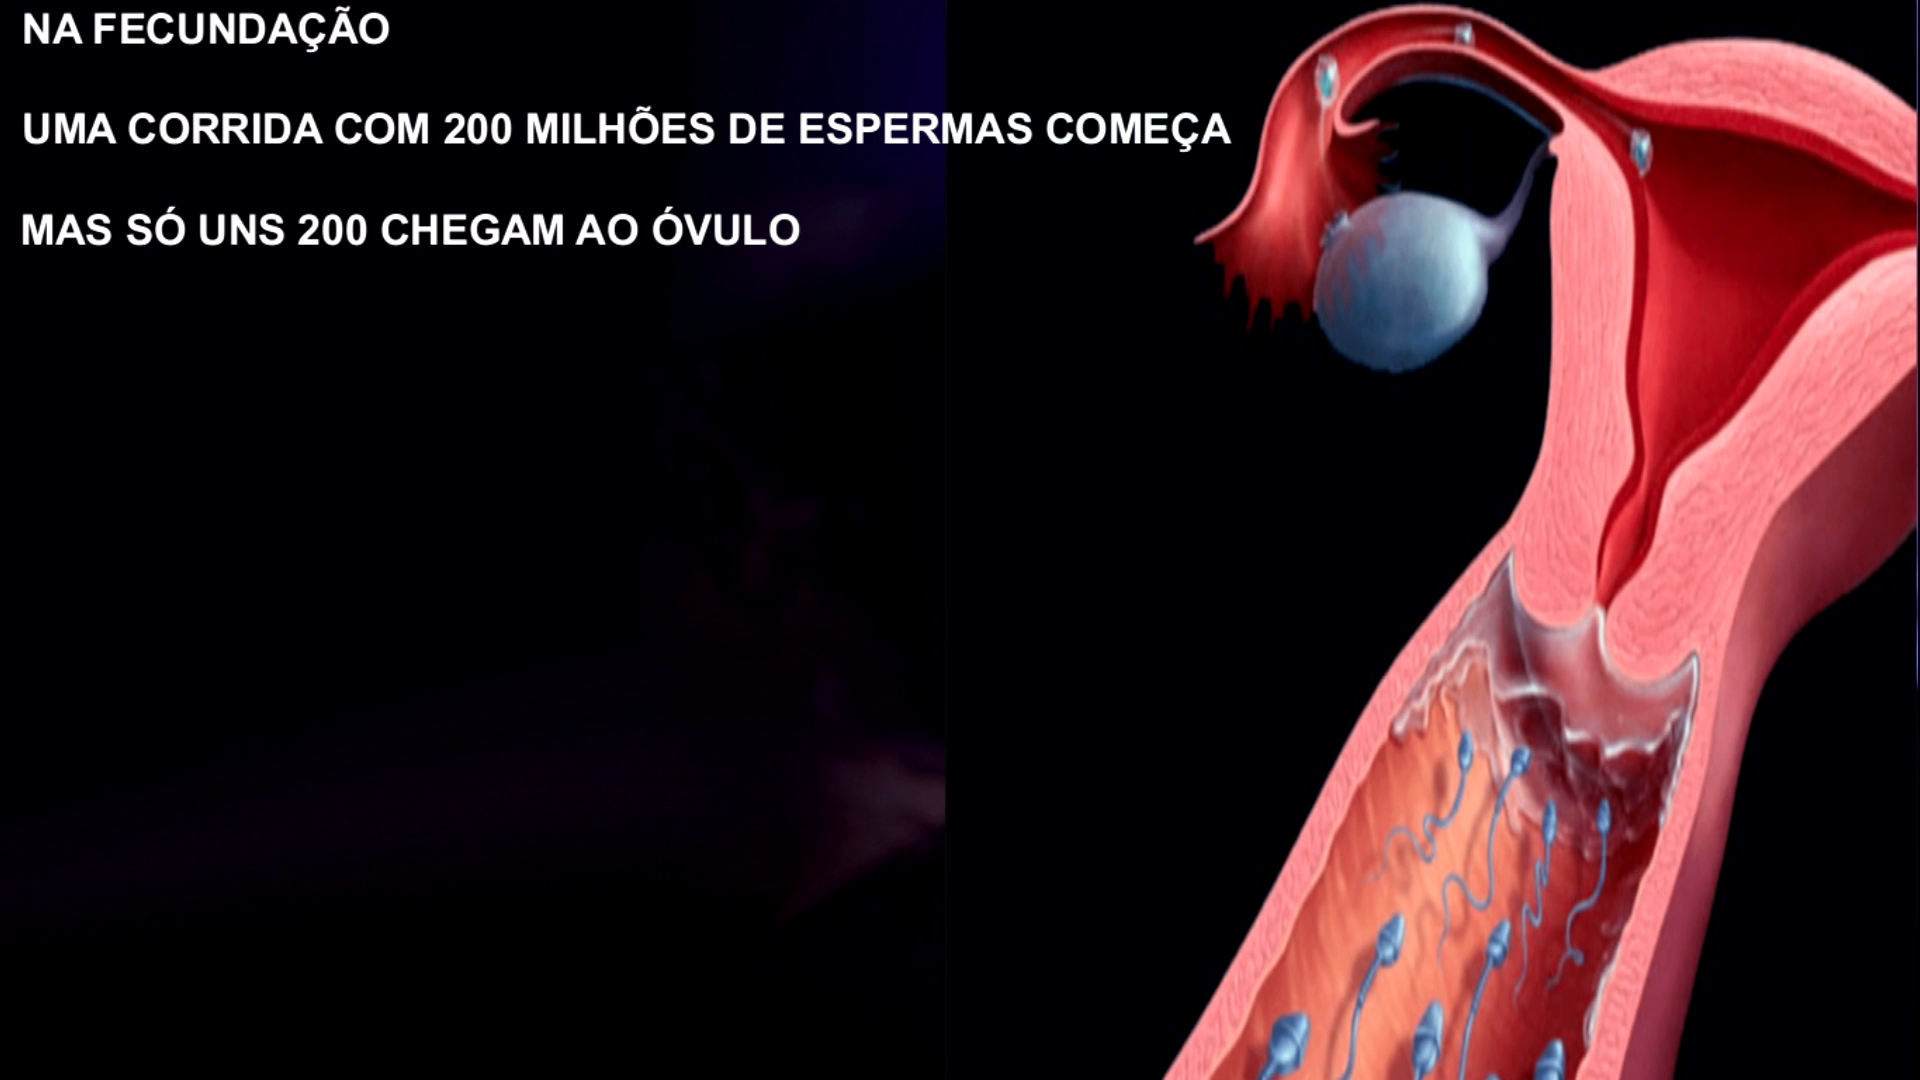 NA FECUNDAÇÃO
UMA CORRIDA COM 200 MILHÕES DE ESPERMAS COMEÇA
MAS SÓ UNS 200 CHEGAM AO ÓVULO